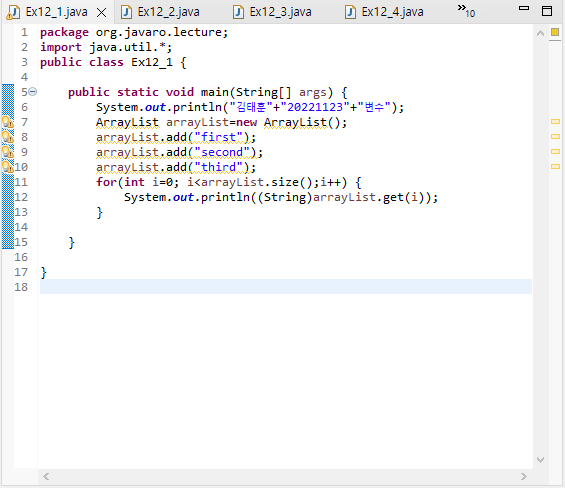 Ex12_1.java Ex12_2.java Ex12_3.java Ex12_4.java »10
1 package org.javaro.lecture;
2 import java.util.*;
3 public class Ex12_1 {
4
5 public static void main(String[] args) {
6 System.out.println("김태훈"+"20221123"+"변수");
7 ArrayList arrayList=new ArrayList();
8 arrayList.add("first");
9 arrayList.add("second");
10 arrayList.add("third");
11 for(int i=0; i<arrayList.size();i++) {
12 System.out.println((String)arrayList.get(i));
13 }
14
15 }
16
17 }
18